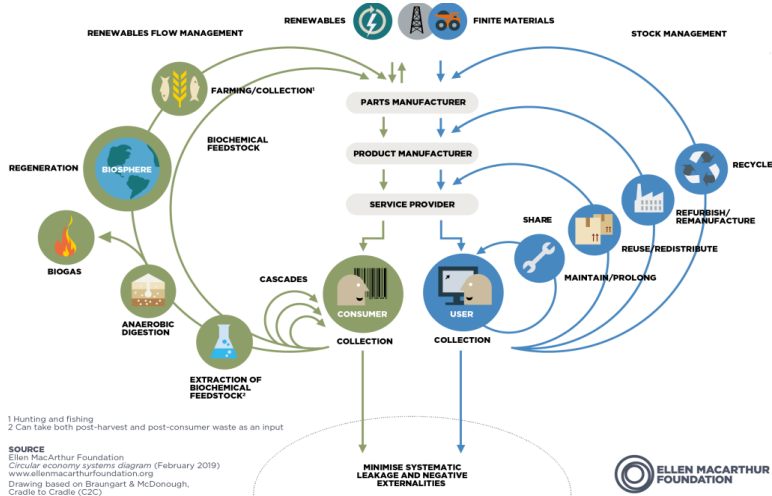 RENEWABLES
FINITE MATERIALS
RENEWABLES FLOW MANAGEMENT
STOCK MANAGEMENT
FARMING/COLLECTION¹
PARTS MANUFACTURER
BIOCHEMICAL
FEEDSTOCK
PRODUCT MANUFACTURER
REGENERATION
BIOSPHERE
RECYCLE
SERVICE PROVIDER
SHARE
REFURBISH/
REMANUFACTURE
REUSE/REDISTRIBUTE
BIOGAS
CASCADES
MAINTAIN/PROLONG
CONSUMER
USER
ANAEROBIC
DIGESTION
COLLECTION
COLLECTION
EXTRACTION OF
BIOCHEMICAL
FEEDSTOCK²
1 Hunting and fishing
2 Can take both post-harvest and post-consumer waste as an input
SOURCE
Ellen MacArthur Foundation
Circular economy systems diagram (February 2019)
www.ellenmacarthurfoundation.org
Drawing based on Braungart & McDonough,
Cradle to Cradle (C2C)
MINIMISE SYSTEMATIC
LEAKAGE AND NEGATIVE
EXTERNALITIES
ELLEN MACARTHUR
FOUNDATION